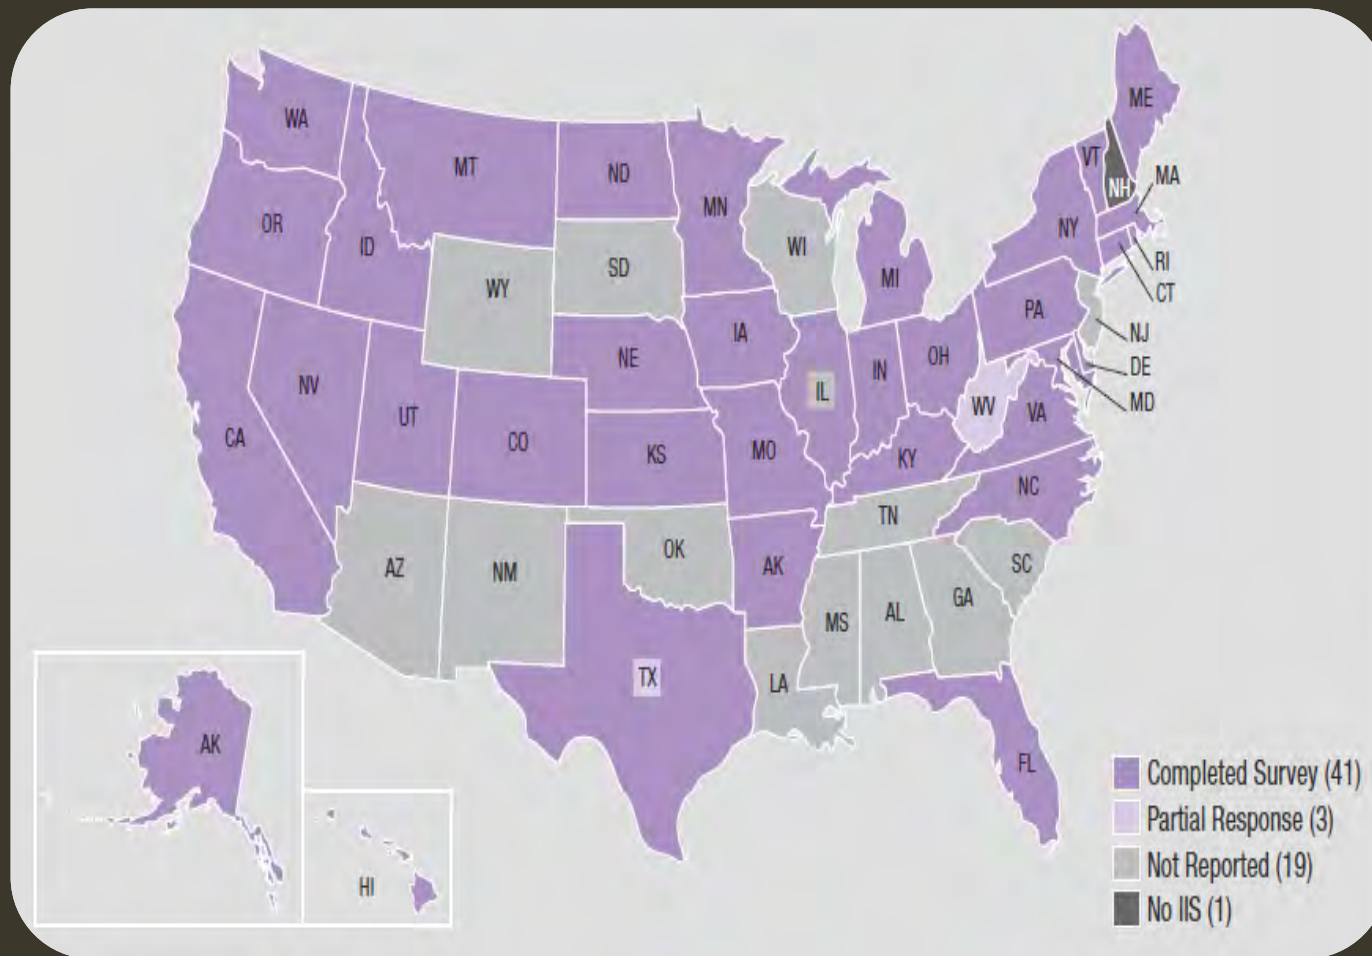 WA
MT
ND
MN
OR
ID
WY
SD
WI
MI
ME
VT
NH
MA
NY
RI
CT
PA
NJ
DE
MD
NV
UT
CO
NE
IA
IL
IN
OH
WV
VA
CA
KS
MO
KY
NC
AZ
NM
OK
AK
TN
SC
MS
AL
GA
TX
LA
FL
AK
HI
Completed Survey (41)
Partial Response (3)
Not Reported (19)
No IIS (1)